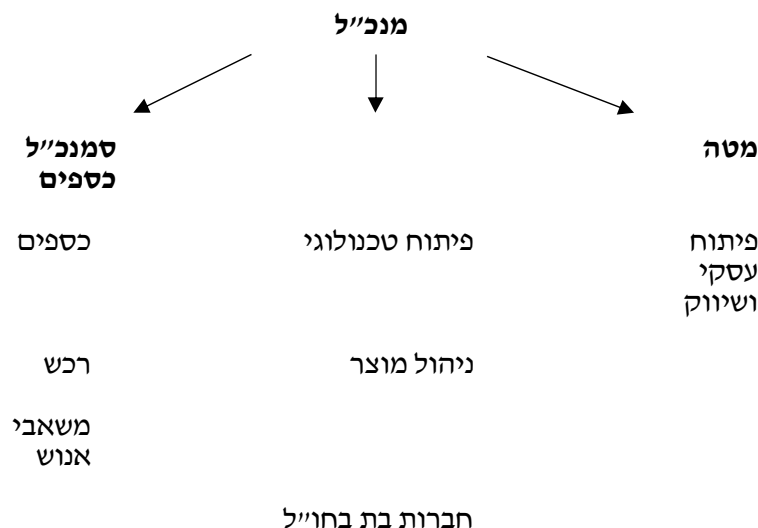 מנכ״ל
מטה
סמנכ״ל
כספים
פיתוח
עסקי
ושיווק
פיתוח טכנולוגי
כספים
ניהול מוצר
רכש
משאבי
אנוש
חברות בת בחו״ל